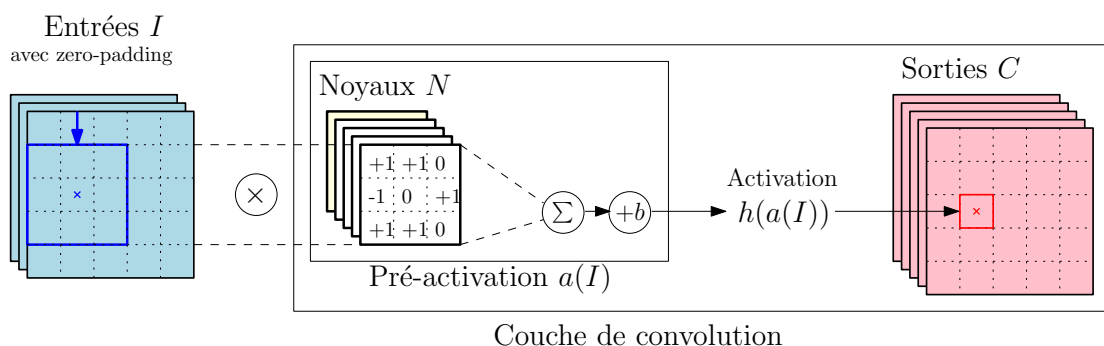 Entrées I
avec zero-padding
Noyaux N
Sorties C
+1 +1 0
-1 0 +1
+1 +1 0
×
Σ
+b
Activation
h(a(I))
×
×
Pré-activation a(I)
Couche de convolution